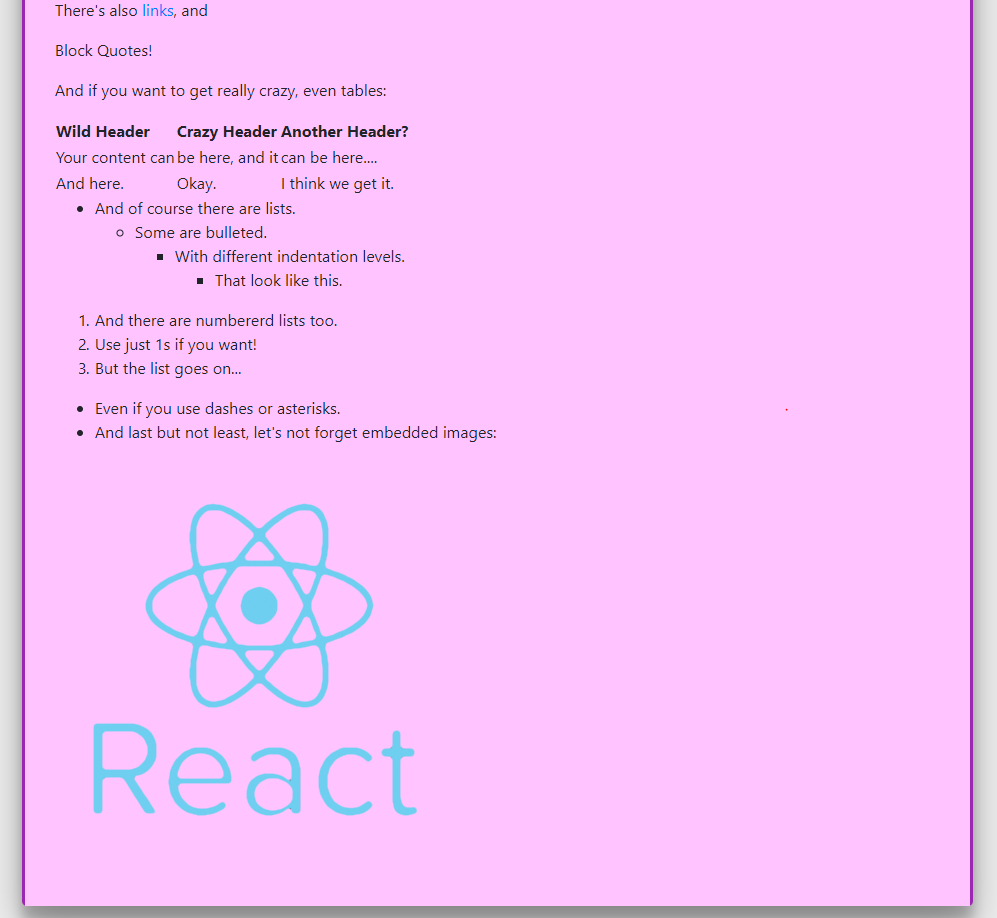 There's also links, and
Block Quotes!
And if you want to get really crazy, even tables:
Wild Header Crazy Header Another Header?
Your content can be here, and it can be here....
And here. Okay. I think we get it.
And of course there are lists.
Some are bulleted.
With different indentation levels.
That look like this.
1. And there are numbererd lists too.
2. Use just 1s if you want!
3. But the list goes on...
Even if you use dashes or asterisks.
And last but not least, let's not forget embedded images:
React